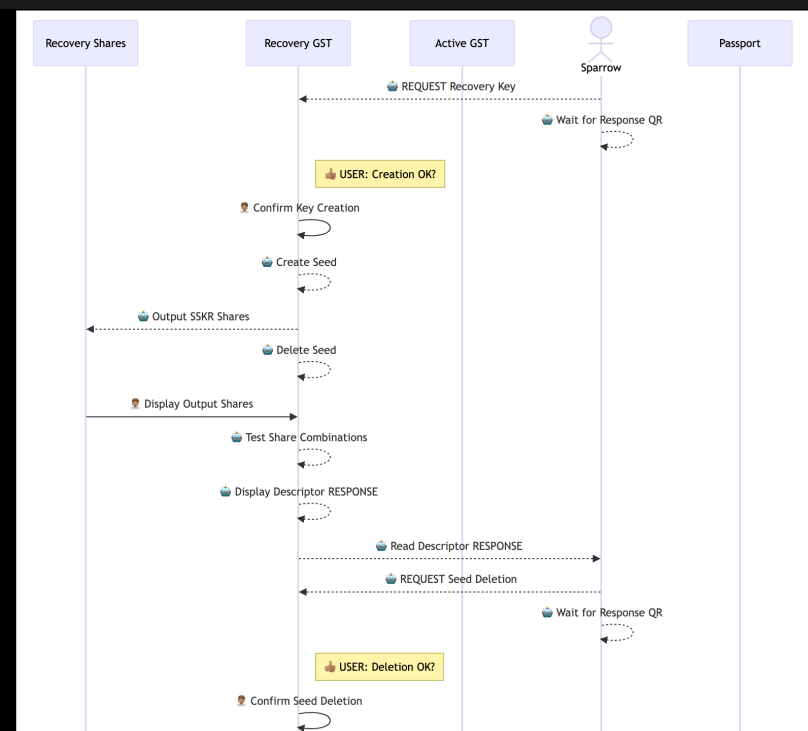 Recovery Shares
Recovery GST
Active GST
Sparrow
Passport
🤖 REQUEST Recovery Key
🤖 Wait for Response QR
👍🏽 USER: Creation OK?
👨🏽 Confirm Key Creation
🤖 Create Seed
🤖 Output SSKR Shares
🤖 Delete Seed
👨🏽 Display Output Shares
🤖 Test Share Combinations
🤖 Display Descriptor RESPONSE
🤖 Read Descriptor RESPONSE
🤖 REQUEST Seed Deletion
🤖 Wait for Response QR
👍🏽 USER: Deletion OK?
👨🏽 Confirm Seed Deletion